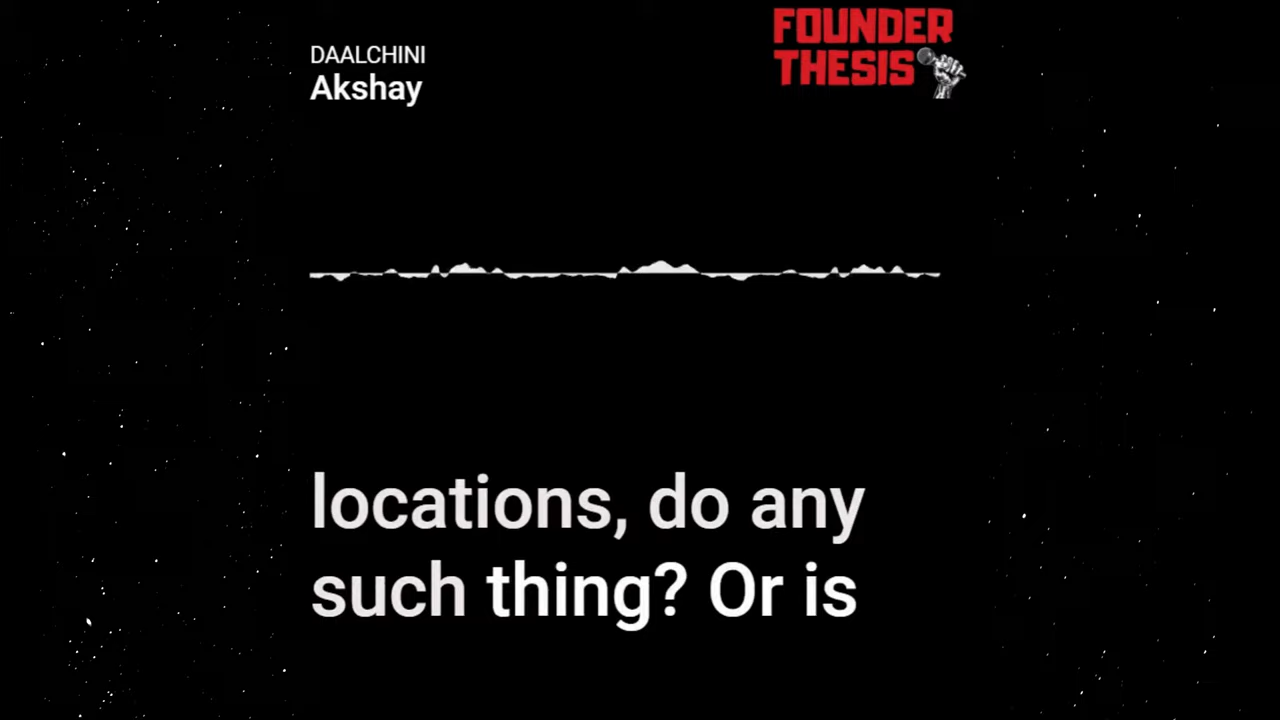 DAALCHINI
Akshay
FOUNDER
THESIS
locations, do any
such thing? Or is